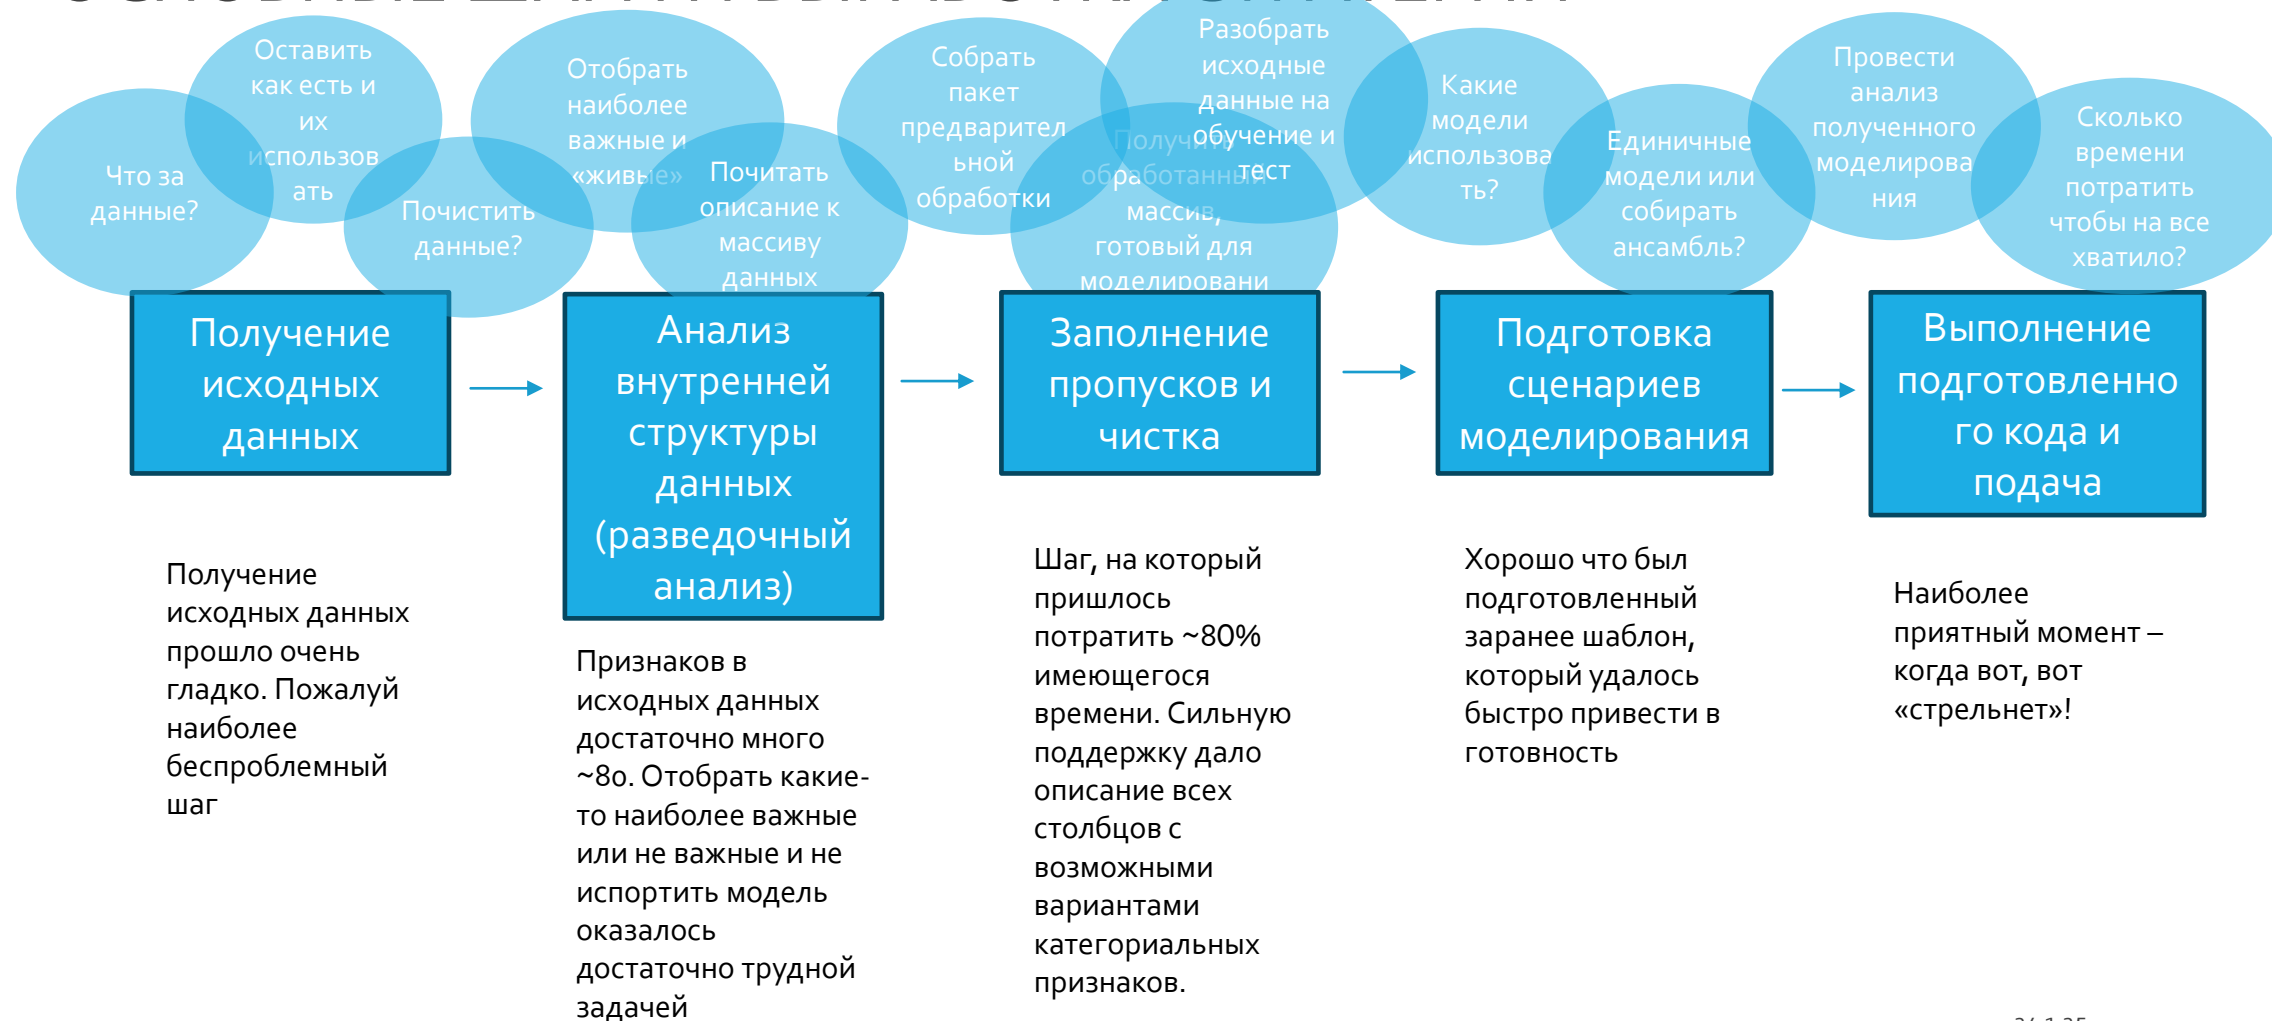 Что за
данные?
Оставить
как есть и
их
использов
ать
Почистить
данные?
Отобрать
наиболее
важные и
«живые»
Почитать
описание к
массиву
данных
Собрать
пакет
предварител
ьной
обработки
Получить
обработанный
массив,
готовый для
моделировани
Разобрать
исходные
данные на
обучение и
тест
Какие
модели
использова
ть?
Единичные
модели или
собирать
ансамбль?
Провести
анализ
полученного
моделирова
ния
Сколько
времени
потратить
чтобы на все
хватило?
Получение
исходных
данных
Анализ
внутренней
структуры
данных
(разведочный
анализ)
Заполнение
пропусков и
чистка
Подготовка
сценариев
моделирования
Выполнение
подготовленно
го кода и
подача
Получение
исходных данных
прошло очень
гладко. Пожалуй
наиболее
беспроблемный
шаг
Признаков в
исходных данных
достаточно много
~80. Отобрать какие-
то наиболее важные
или не важные и не
испортить модель
оказалось
достаточно трудной
задачей
Шаг, на который
пришлось
потратить ~80%
имеющегося
времени. Сильную
поддержку дало
описание всех
столбцов с
возможными
вариантами
категориальных
признаков.
Хорошо что был
подготовленный
заранее шаблон,
который удалось
быстро привести в
готовность
Наиболее
приятный момент –
когда вот, вот
«стрельнет»!